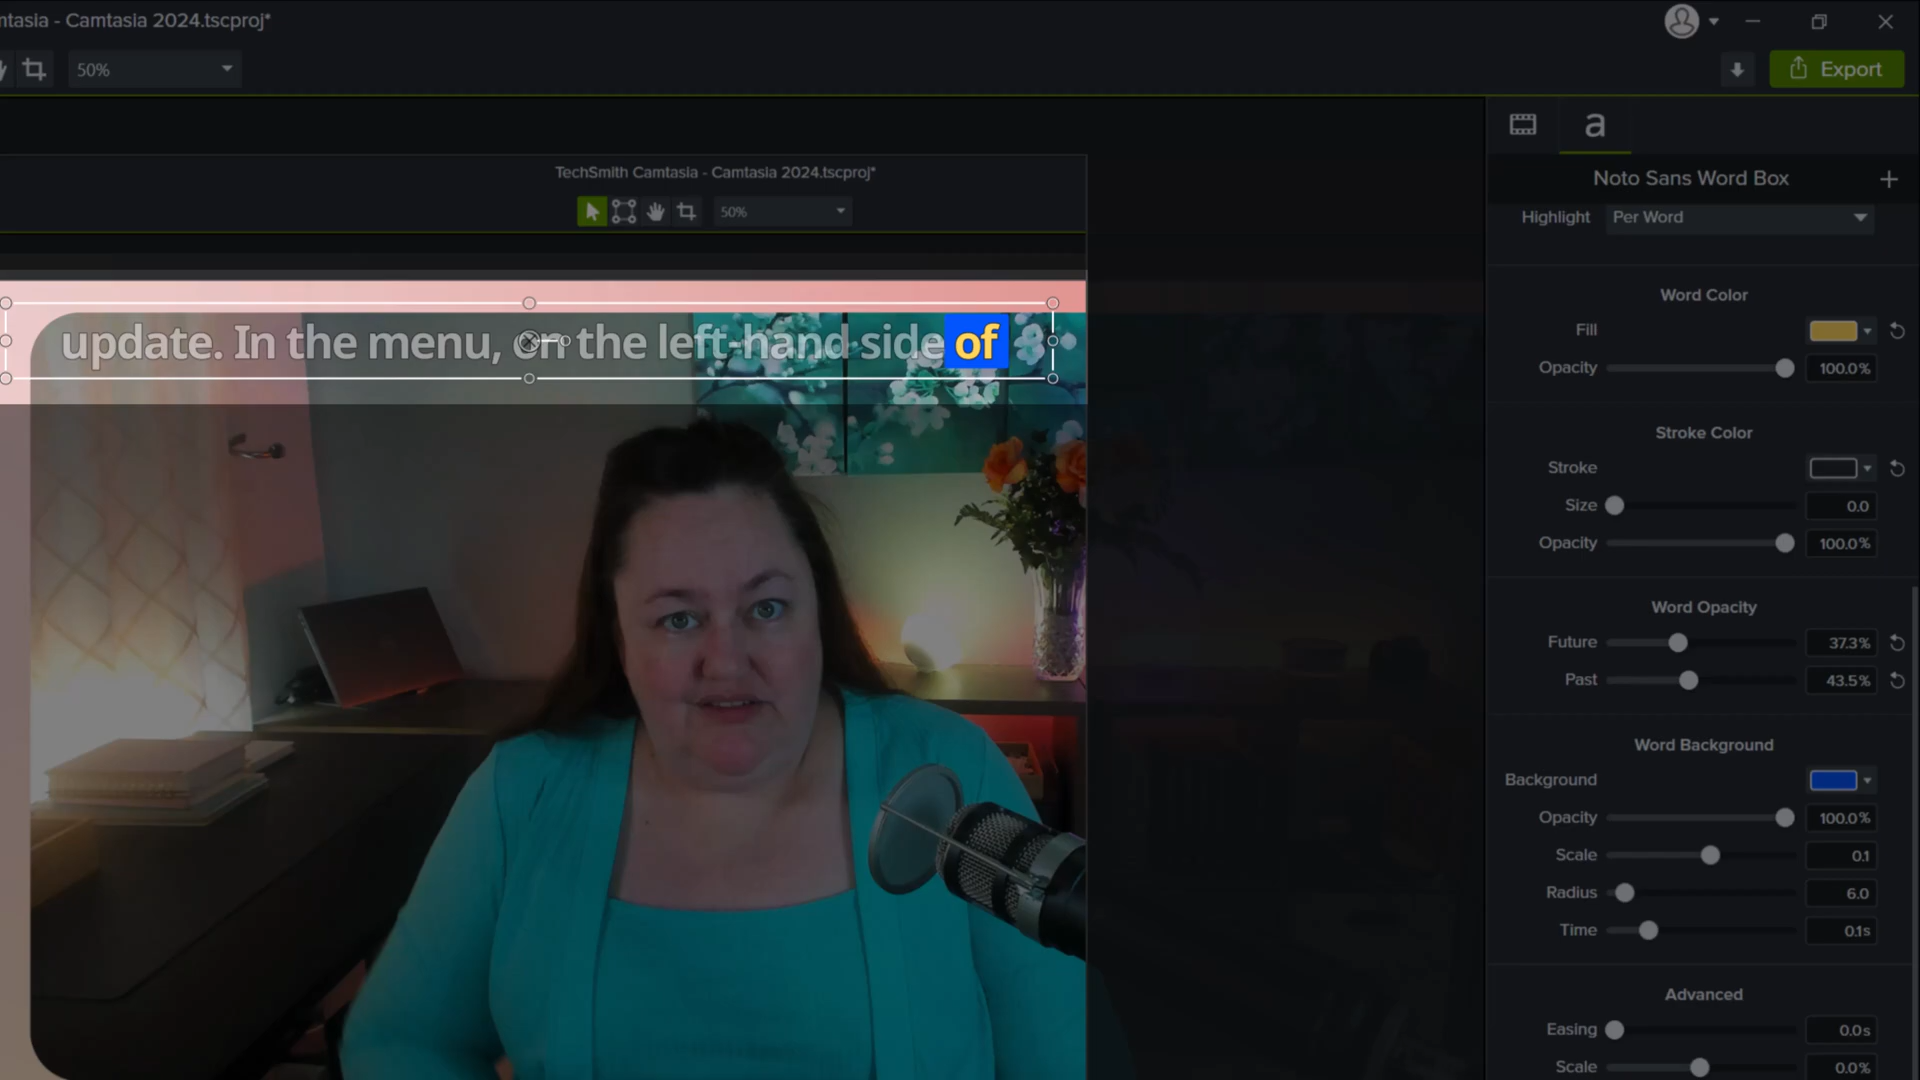 ntasia - Camtasia 2024.tscproj*
50%
Export
a
TechSmith Camtasia - Camtasia 2024.tscproj*
50%
Noto Sans Word Box
Highlight Per Word
update. In the menu, on the left-hand side of
Word Color
Fill
Opacity 100.0%
Stroke Color
Stroke
Size 0.0
Opacity 100.0%
Word Opacity
Future 37.3%
Past 43.5%
Word Background
Background
Opacity 100.0%
Scale 0.1
Radius 6.0
Time 0.1s
Advanced
Easing 0.0s
Scale 0.0%